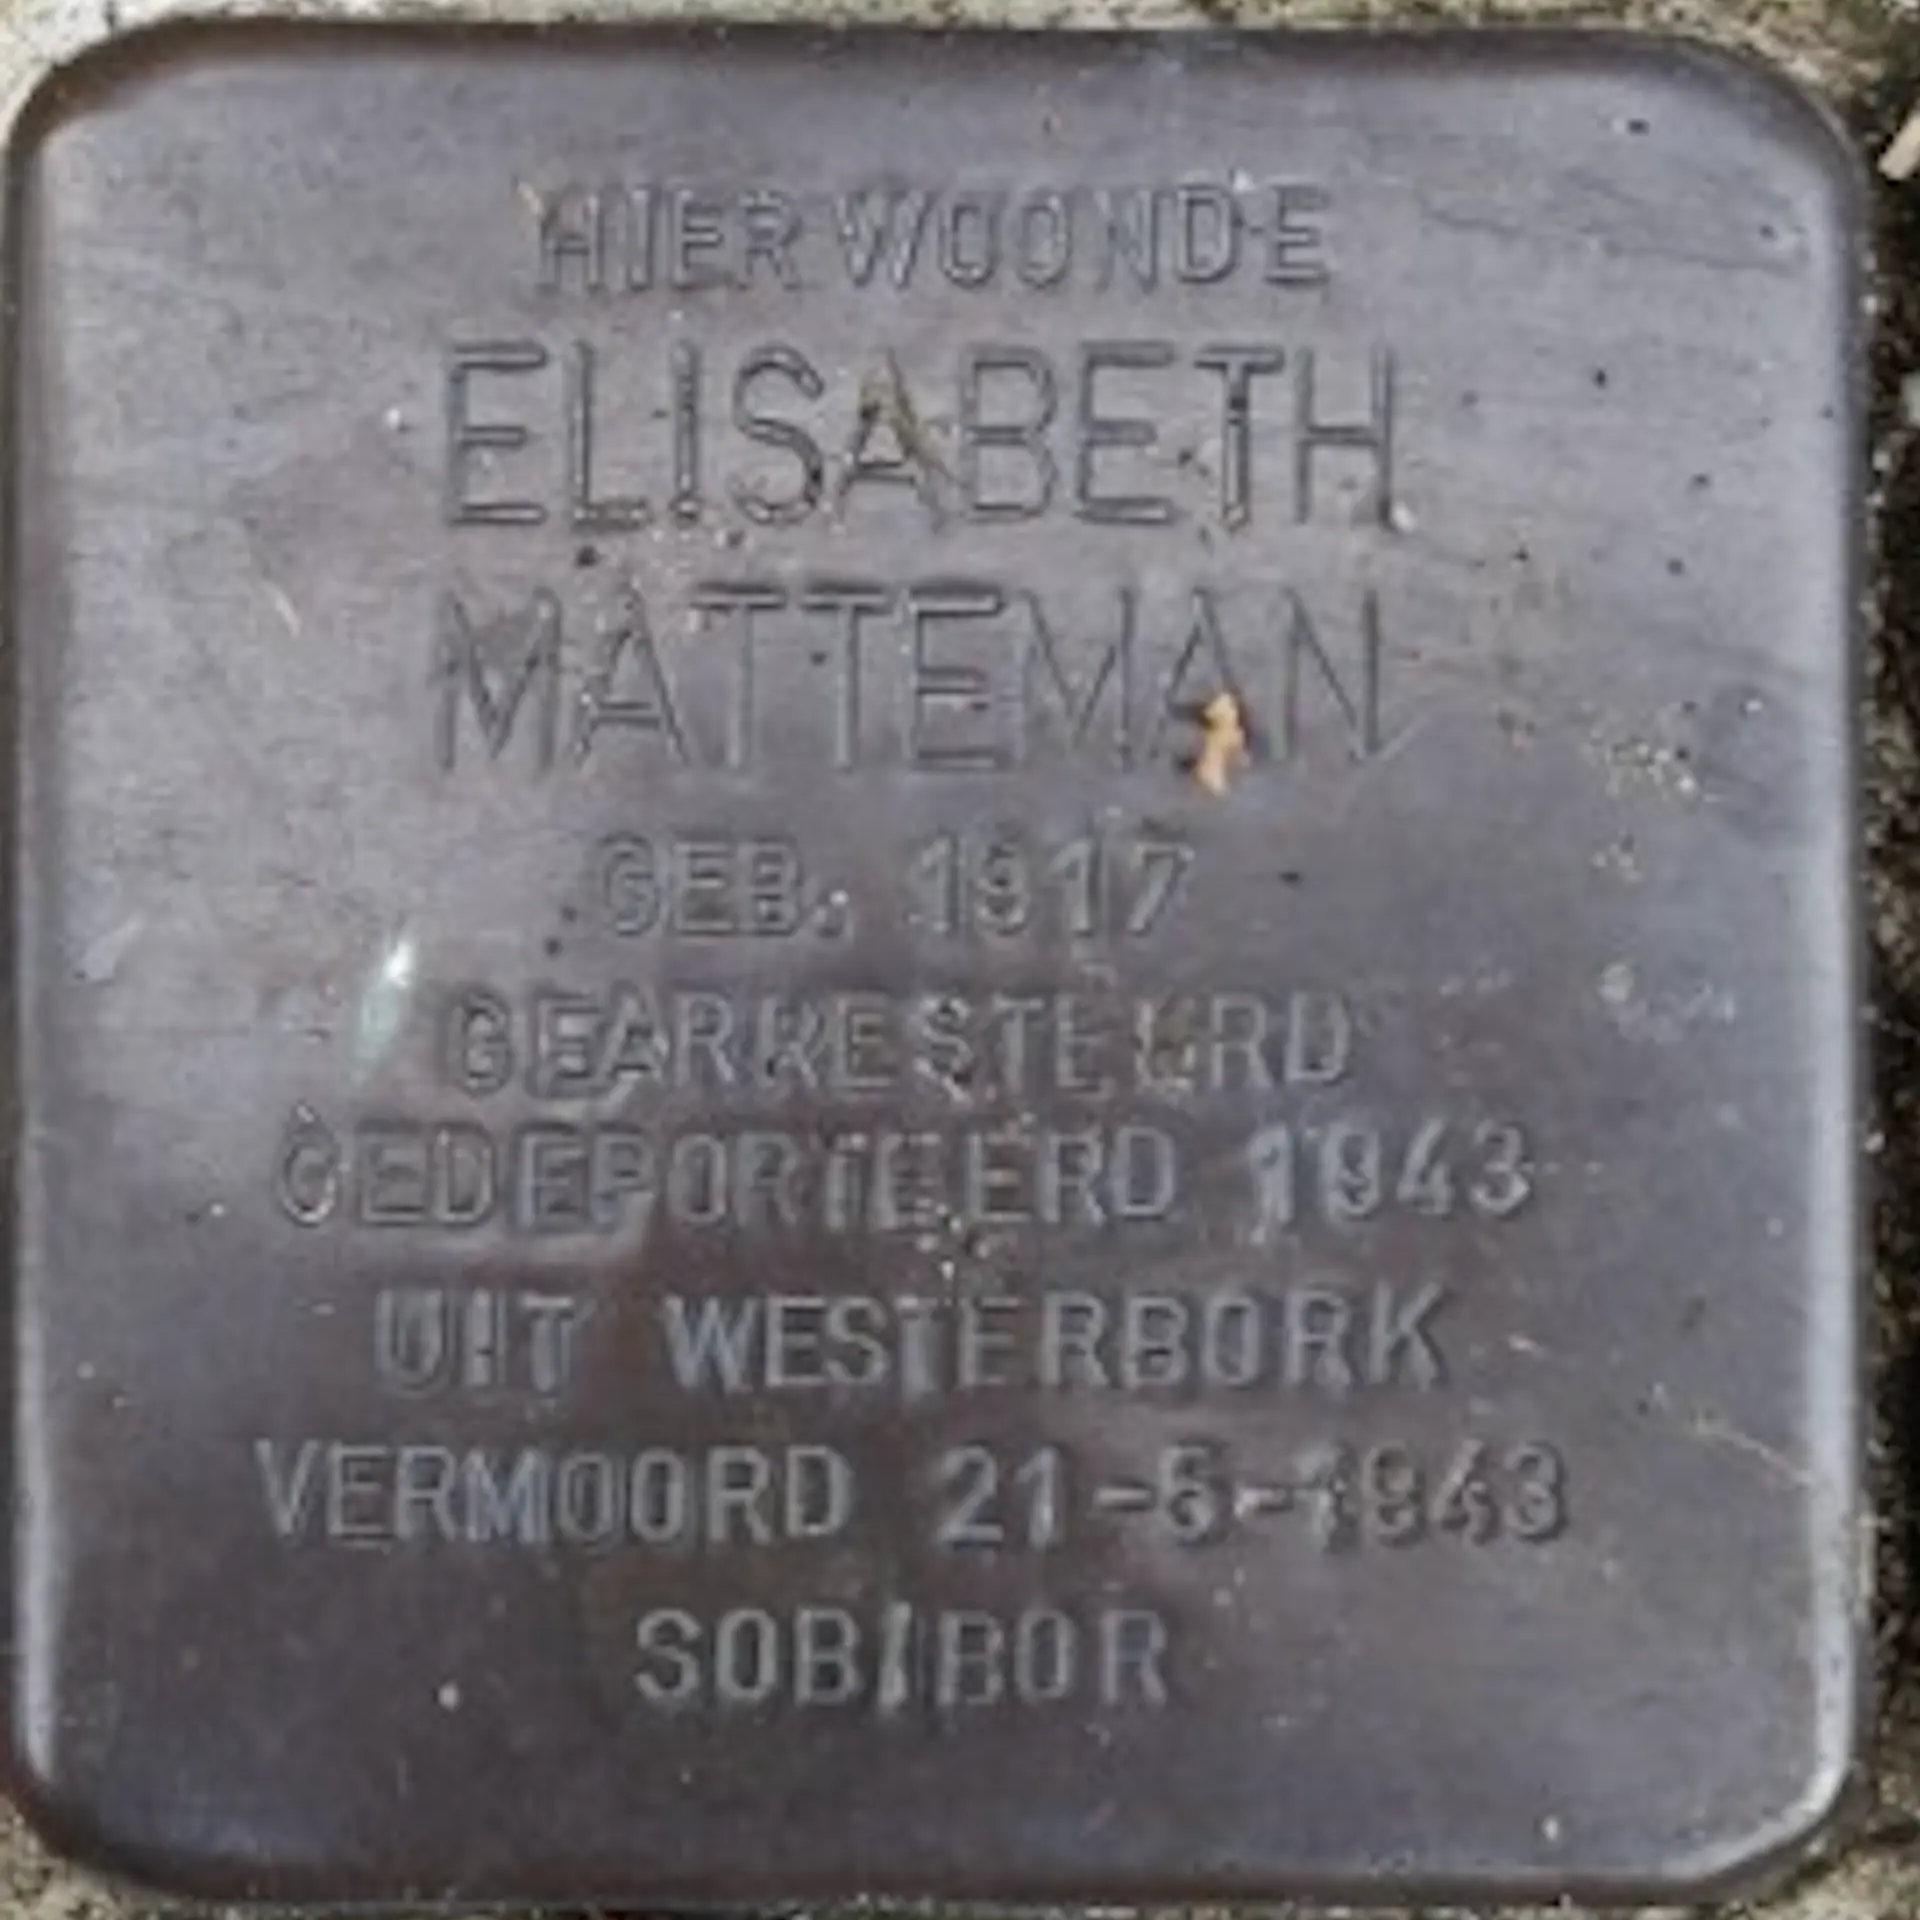 HIER WOONDE
ELISABETH
MATTEMAN
GEB. 1917
GEARRESTEERD
GEDEPORTEERD 1943
UIT WESTERBORK
VERMOORD 21-5-1943
SOBIBOR